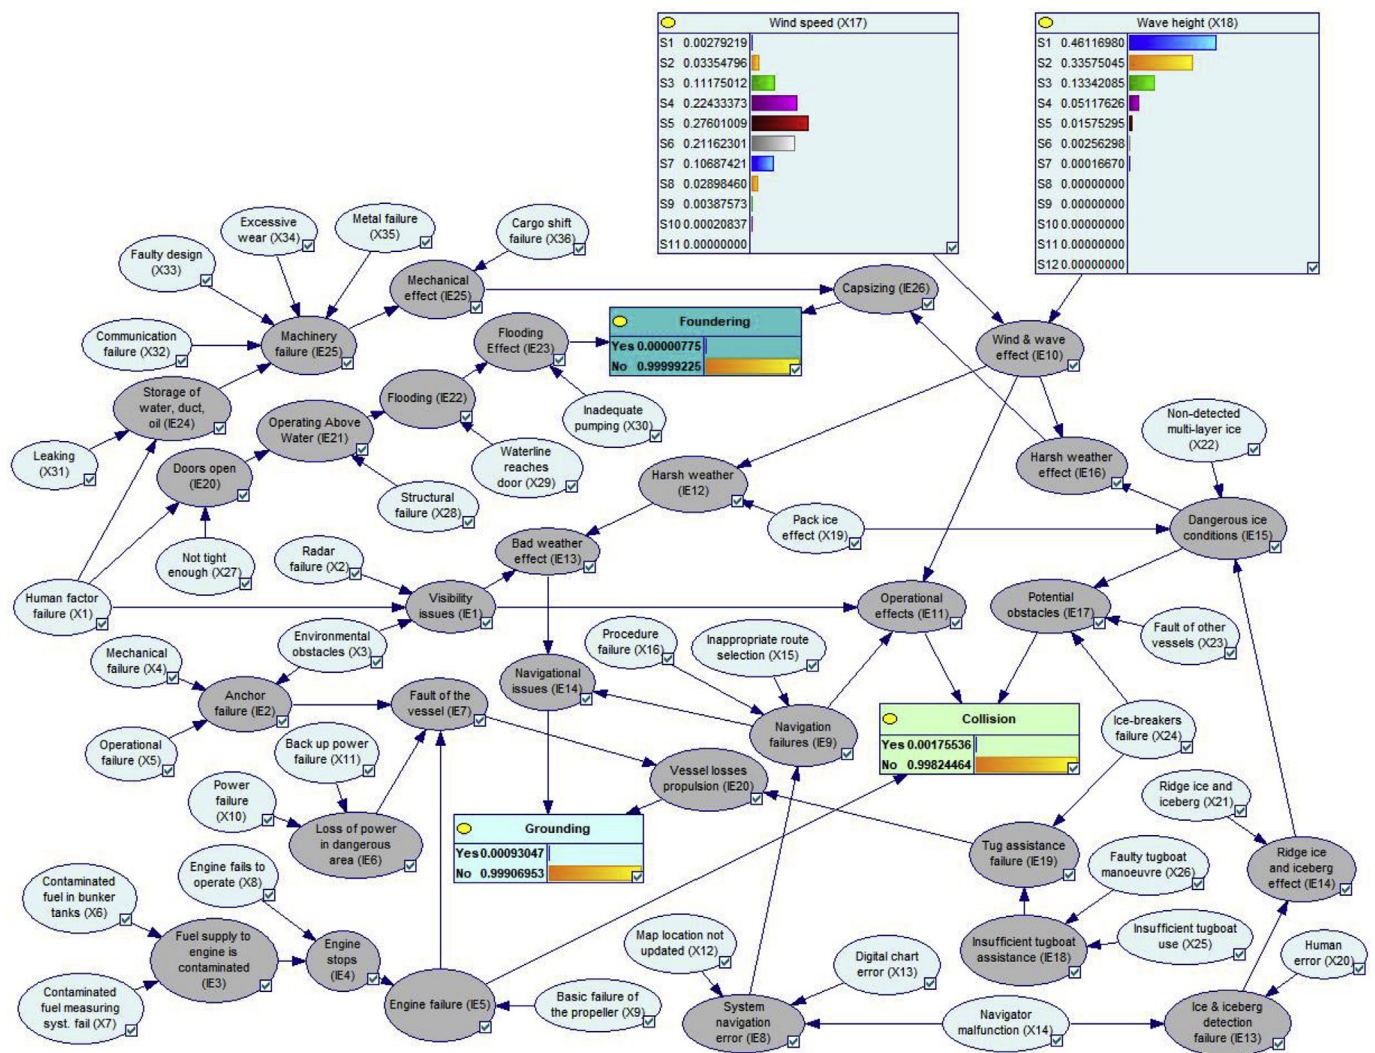 Wind speed (X17)
S1 0.00279219
S2 0.03354796
S3 0.11175012
S4 0.22433373
S5 0.27601009
S6 0.21162301
S7 0.10687421
S8 0.02898460
S9 0.00387573
S10 0.00020837
S11 0.00000000
Wave height (X18)
S1 0.46116980
S2 0.33575045
S3 0.13342085
S4 0.05117626
S5 0.01575295
S6 0.00256298
S7 0.00016670
S8 0.00000000
S9 0.00000000
S10 0.00000000
S11 0.00000000
S12 0.00000000
Excessive
wear (X34)
Metal failure
(X35)
Cargo shift
failure (X36)
Faulty design
(X33)
Mechanical
effect (IE25)
Capsizing (IE26)
Communication
failure (X32)
Machinery
failure (IE25)
Flooding
Effect (IE23)
Foundering
Yes 0.00000775
No 0.99999225
Wind & wave
effect (IE10)
Storage of
water, duct,
oil (IE24)
Flooding (IE22)
Inadequate
pumping (X30)
Non-detected
multi-layer ice
(X22)
Operating Above
Water (IE21)
Leaking
(X31)
Doors open
(IE20)
Waterline
reaches
door (X29)
Harsh weather
(IE12)
Harsh weather
effect (IE16)
Structural
failure (X28)
Pack ice
effect (X19)
Dangerous ice
conditions (IE15)
Not tight
enough (X27)
Radar
failure (X2)
Bad weather
effect (IE13)
Human factor
failure (X1)
Visibility
issues (IE1)
Operational
effects (IE11)
Potential
obstacles (IE17)
Environmental
obstacles (X3)
Procedure
failure (X16)
Inappropriate route
selection (X15)
Fault of other
vessels (X23)
Mechanical
failure (X4)
Anchor
failure (IE2)
Fault of the
vessel (IE7)
Navigational
issues (IE14)
Navigation
failures (IE9)
Collision
Yes 0.00175536
No 0.99824464
Ice-breakers
failure (X24)
Operational
failure (X5)
Back up power
failure (X11)
Vessel losses
propulsion (IE20)
Power
failure
(X10)
Ridge ice and
iceberg (X21)
Loss of power
in dangerous
area (IE6)
Grounding
Yes 0.00093047
No 0.99906953
Tug assistance
failure (IE19)
Ridge ice
and iceberg
effect (IE14)
Engine fails to
operate (X8)
Faulty tugboat
manoeuvre (X26)
Contaminated
fuel in bunker
tanks (X6)
Fuel supply to
engine is
contaminated
(IE3)
Engine
stops
(IE4)
Map location not
updated (X12)
Digital chart
error (X13)
Insufficient tugboat
assistance (IE18)
Insufficient tugboat
use (X25)
Human
error (X20)
Contaminated
fuel measuring
syst. fail (X7)
Engine failure (IE5)
Basic failure of
the propeller (X9)
System
navigation
error (IE8)
Navigator
malfunction (X14)
Ice & iceberg
detection
failure (IE13)